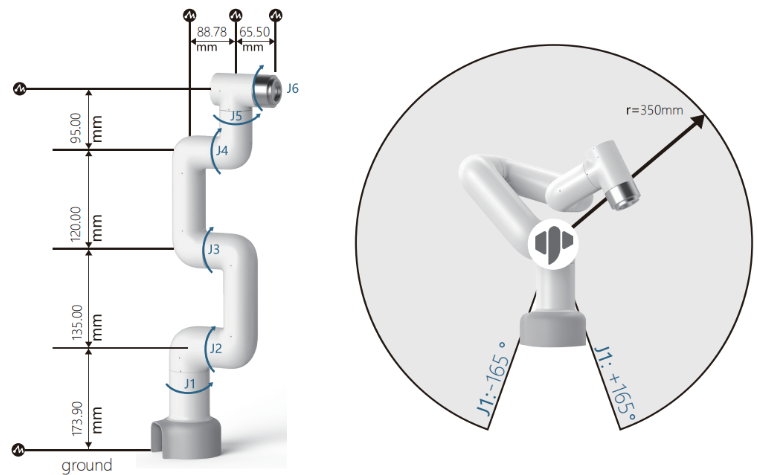 88.78
mm
65.50
mm
J6
J5
95.00
mm
J4
120.00
mm
J3
135.00
mm
J2
J1
173.90
mm
ground
r=350mm
J1:-165°
J1: +165°